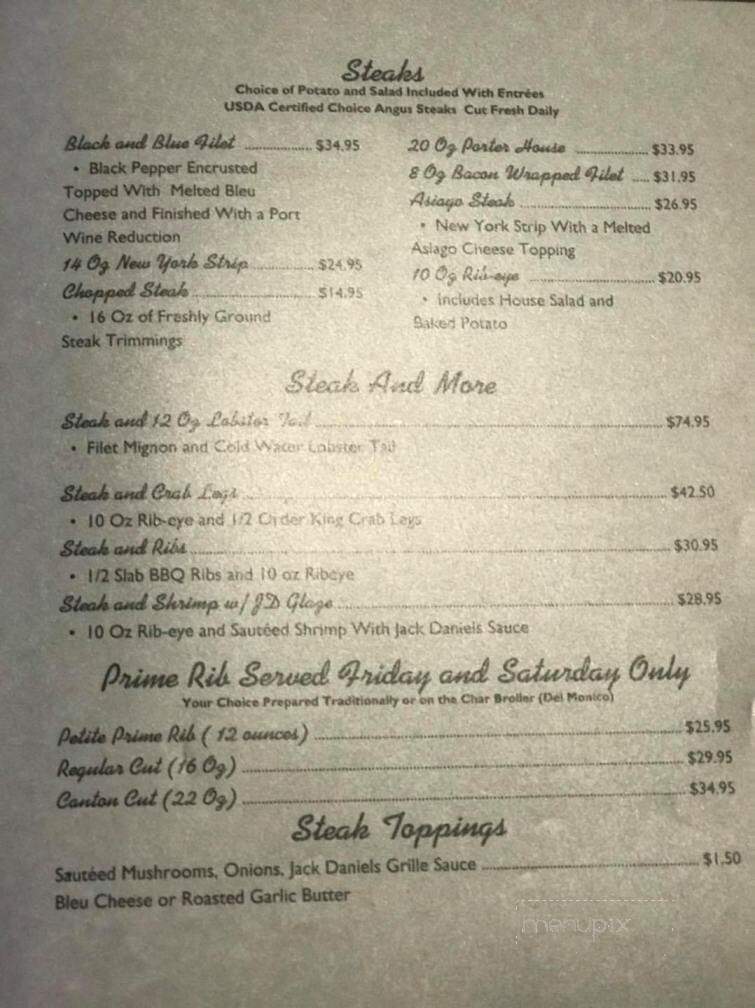 Steaks
Choice of Potato and Salad Included With Entrées
USDA Certified Choice Angus Steaks Cut Fresh Daily
Black and Blue Filet ................ $34.95
• Black Pepper Encrusted
Topped With Melted Bleu
Cheese and Finished With a Port
Wine Reduction
14 Oz New York Strip ............... $24.95
Chopped Steak ............................ $14.95
• 16 Oz of Freshly Ground
Steak Trimmings
20 Oz Porter House .................. $33.95
8 Oz Bacon Wrapped Filet .... $31.95
Asiago Steak ............................... $26.95
• New York Strip With a Melted
Asiago Cheese Topping
10 Oz Rib-eye ............................. $20.95
• Includes House Salad and
Baked Potato
Steak And More
Steak and 12 Oz Lobster Tail ........................ $74.95
• Filet Mignon and Cold Water Lobster Tail
Steak and Crab Legs ........................ $42.50
• 10 Oz Rib-eye and 1/2 Order King Crab Legs
Steak and Ribs ........................ $30.95
• 1/2 Slab BBQ Ribs and 10 oz Ribeye
Steak and Shrimp w/ JD Glaze ........................ $28.95
• 10 Oz Rib-eye and Sautéed Shrimp With Jack Daniels Sauce
Prime Rib Served Friday and Saturday Only
Your Choice Prepared Traditionally or on the Char Broiler (Del Monico)
Petite Prime Rib ( 12 ounces) ........................ $25.95
Regular Cut (16 Oz) ........................ $29.95
Canton Cut (22 Oz) ........................ $34.95
Steak Toppings
Sautéed Mushrooms, Onions, Jack Daniels Grille Sauce ........................ $1.50
Bleu Cheese or Roasted Garlic Butter
menupix